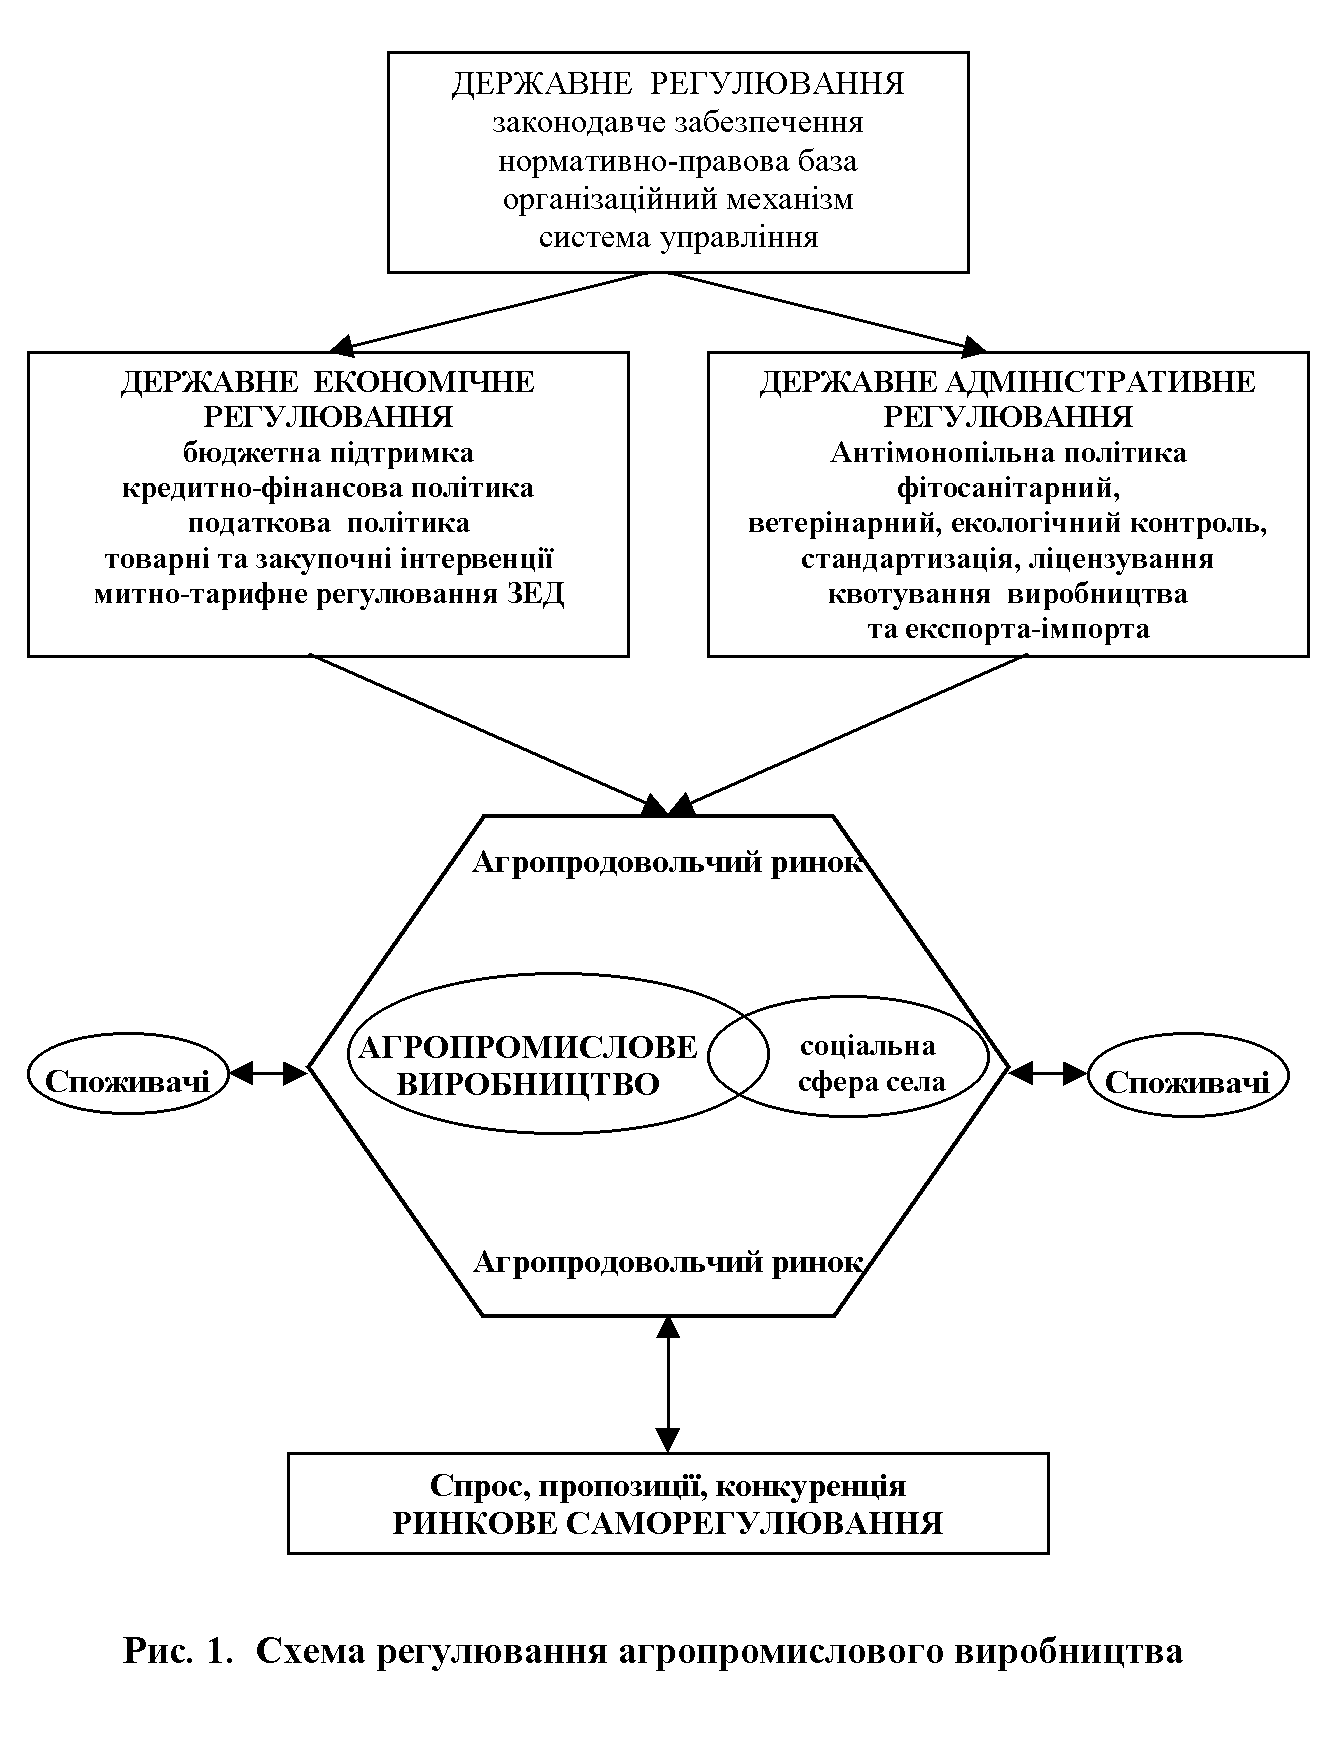 ДЕРЖАВНЕ РЕГУЛЮВАННЯ
законодавче забезпечення
нормативно-правова база
організаційний механізм
система управління
ДЕРЖАВНЕ ЕКОНОМІЧНЕ
РЕГУЛЮВАННЯ
бюджетна підтримка
кредитно-фінансова політика
податкова політика
товарні та закупочні інтервенції
митно-тарифне регулювання ЗЕД
ДЕРЖАВНЕ АДМІНІСТРАТИВНЕ
РЕГУЛЮВАННЯ
Антімонопільна політика
фітосанітарний,
ветерінарний, екологічний контроль,
стандартизація, ліцензування
квотування виробництва
та експорта-імпорта
Агропродовольчий ринок
АГРОПРОМИСЛОВЕ
ВИРОБНИЦТВО
соціальна
сфера села
Споживачі
Споживачі
Агропродовольчий ринок
Спрос, пропозиції, конкуренція
РИНКОВЕ САМОРЕГУЛЮВАННЯ
Рис. 1. Схема регулювання агропромислового виробництва